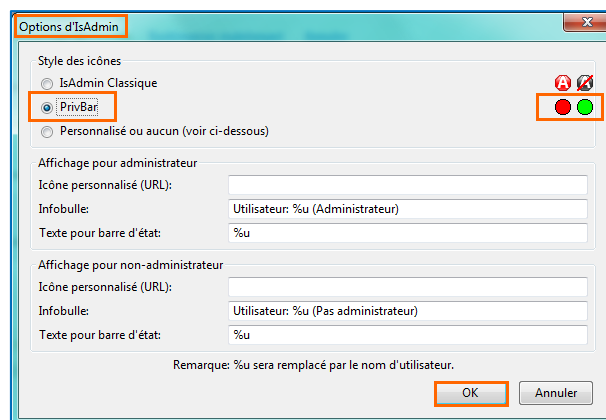 Options d'IsAdmin
Style des icônes
IsAdmin Classique
A A
PrivBar
Personnalisé ou aucun (voir ci-dessous)
Affichage pour administrateur
Icône personnalisé (URL):
Infobulle: Utilisateur: %u (Administrateur)
Texte pour barre d'état: %u
Affichage pour non-administrateur
Icône personnalisé (URL):
Infobulle: Utilisateur: %u (Pas administrateur)
Texte pour barre d'état: %u
Remarque: %u sera remplacé par le nom d'utilisateur.
OK Annuler